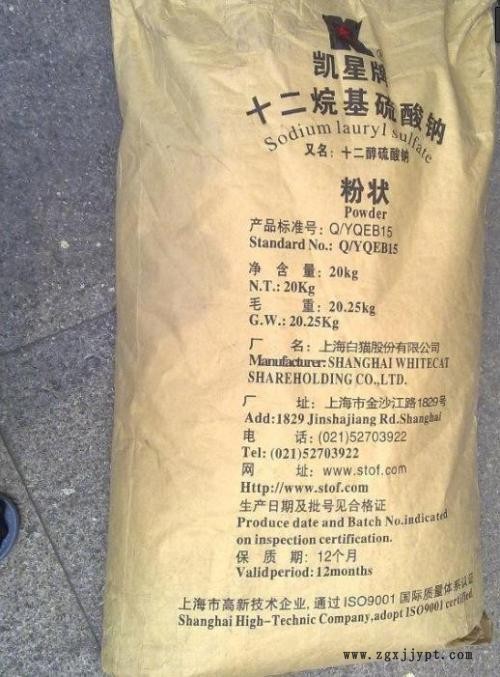 凯星牌
十二烷基硫酸钠
Sodium lauryl sulfate
又名：十二醇硫酸钠
粉状
Powder
产品标准号：Q/YQEB15
Standard No.: Q/YQEB15
净含量：20kg
N.T.: 20Kg
毛重：20.25kg
G.W.: 20.25Kg
厂名：上海白猫股份有限公司
Manufacturer: SHANGHAI WHITECAT
SHAREHOLDING CO.,LTD.
厂址：上海市金沙江路1829号
Add:1829 Jinshajiang Rd.Shanghai
电话：(021)52703922
Tel: (021)52703922
网址：www.stof.com
Http://www.stof.com
生产日期及批号见合格证
Produce date and Batch No.indicated
on inspection certification.
保质期：12个月
Validperiod: 12months
上海市高新技术企业，通过ISO9001国际质量体系认证
Shanghai High-Technic Company,adopt ISO9001 certified.
www.zgxjjypt.com